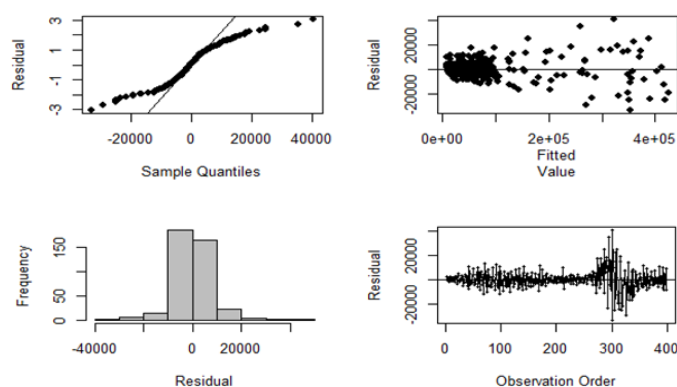 3
1
-1
-3
Residual
-20000
0
20000
40000
Sample Quantiles
20000
-20000
Residual
0e+00
2e+05
4e+05
Fitted
Value
150
50
0
Frequency
-40000
0
20000
Residual
20000
-20000
Residual
0
100
200
300
400
Observation Order